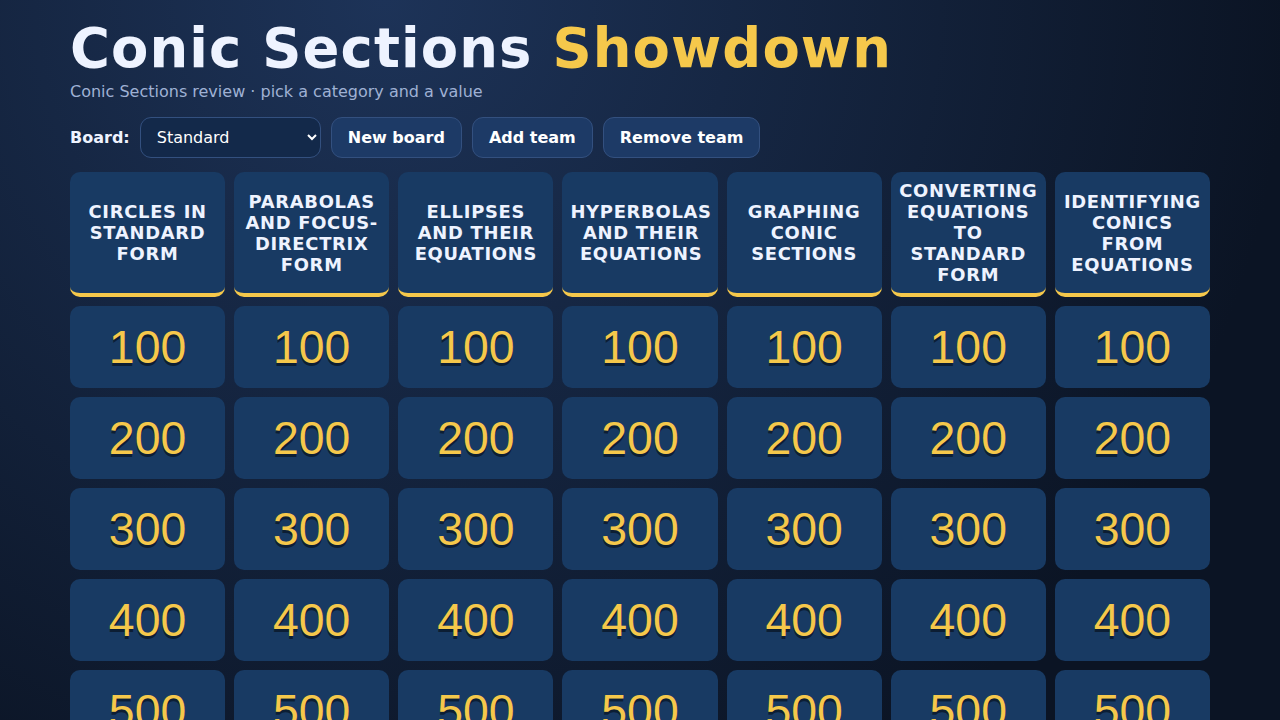 Conic Sections Showdown
Conic Sections review · pick a category and a value
Board: Standard New board Add team Remove team
CIRCLES IN
STANDARD
FORM
PARABOLAS
AND FOCUS-
DIRECTRIX
FORM
ELLIPSES
AND THEIR
EQUATIONS
HYPERBOLAS
AND THEIR
EQUATIONS
GRAPHING
CONIC
SECTIONS
CONVERTING
EQUATIONS
TO
STANDARD
FORM
IDENTIFYING
CONICS
FROM
EQUATIONS
100 100 100 100 100 100 100
200 200 200 200 200 200 200
300 300 300 300 300 300 300
400 400 400 400 400 400 400
500 500 500 500 500 500 500